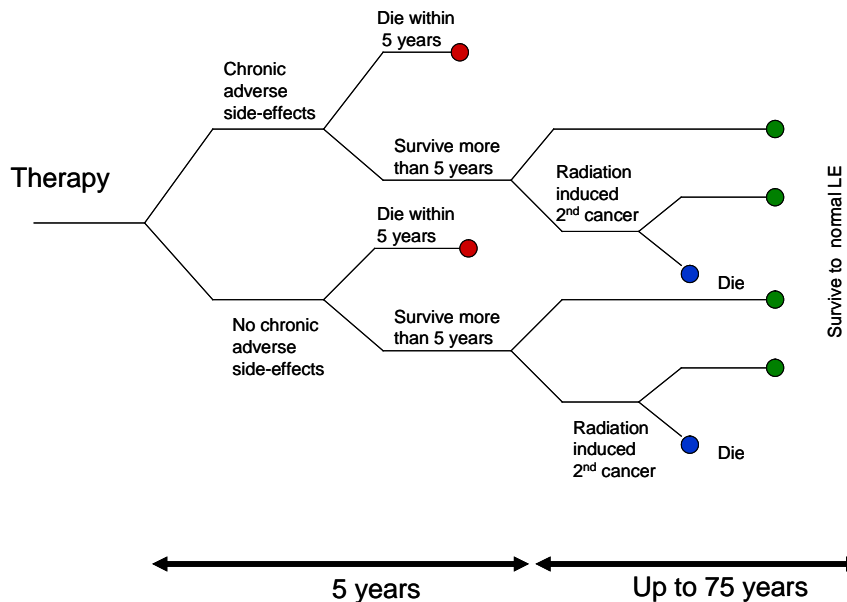 Die within
5 years
Chronic
adverse
side-effects
Survive more
than 5 years
Radiation
induced
2nd cancer
Therapy
Die within
5 years
Die
Survive to normal LE
No chronic
adverse
side-effects
Survive more
than 5 years
Radiation
induced
2nd cancer
Die
5 years
Up to 75 years